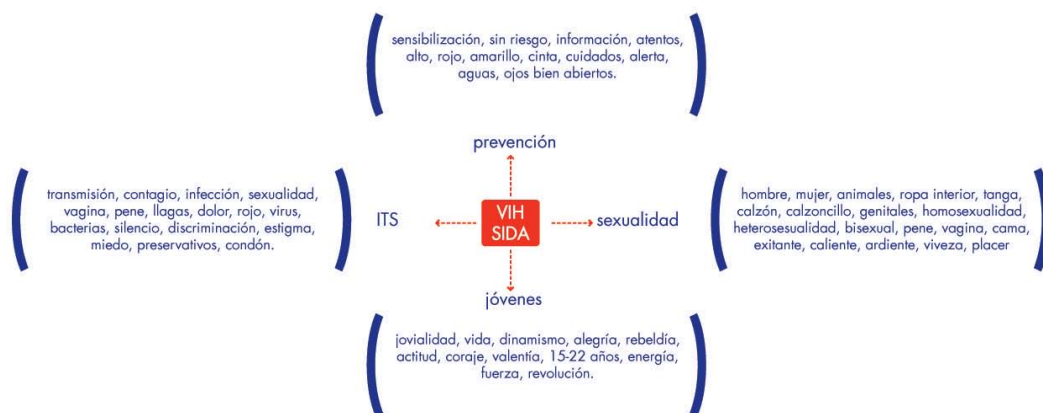 sensibilización, sin riesgo, información, atentos,
alto, rojo, amarillo, cinta, cuidados, alerta,
aguas, ojos bien abiertos.
prevención
transmisión, contagio, infección, sexualidad,
vagina, pene, llagas, dolor, rojo, virus,
bacterias, silencio, discriminación, estigma,
miedo, preservativos, condón.
ITS
VIH
SIDA
sexualidad
hombre, mujer, animales, ropa interior, tanga,
calzón, calzoncillo, genitales, homosexualidad,
heterosesualidad, bisexual, pene, vagina, cama,
exitante, caliente, ardiente, viveza, placer
jóvenes
jovialidad, vida, dinamismo, alegría, rebeldía,
actitud, coraje, valentía, 15-22 años, energía,
fuerza, revolución.